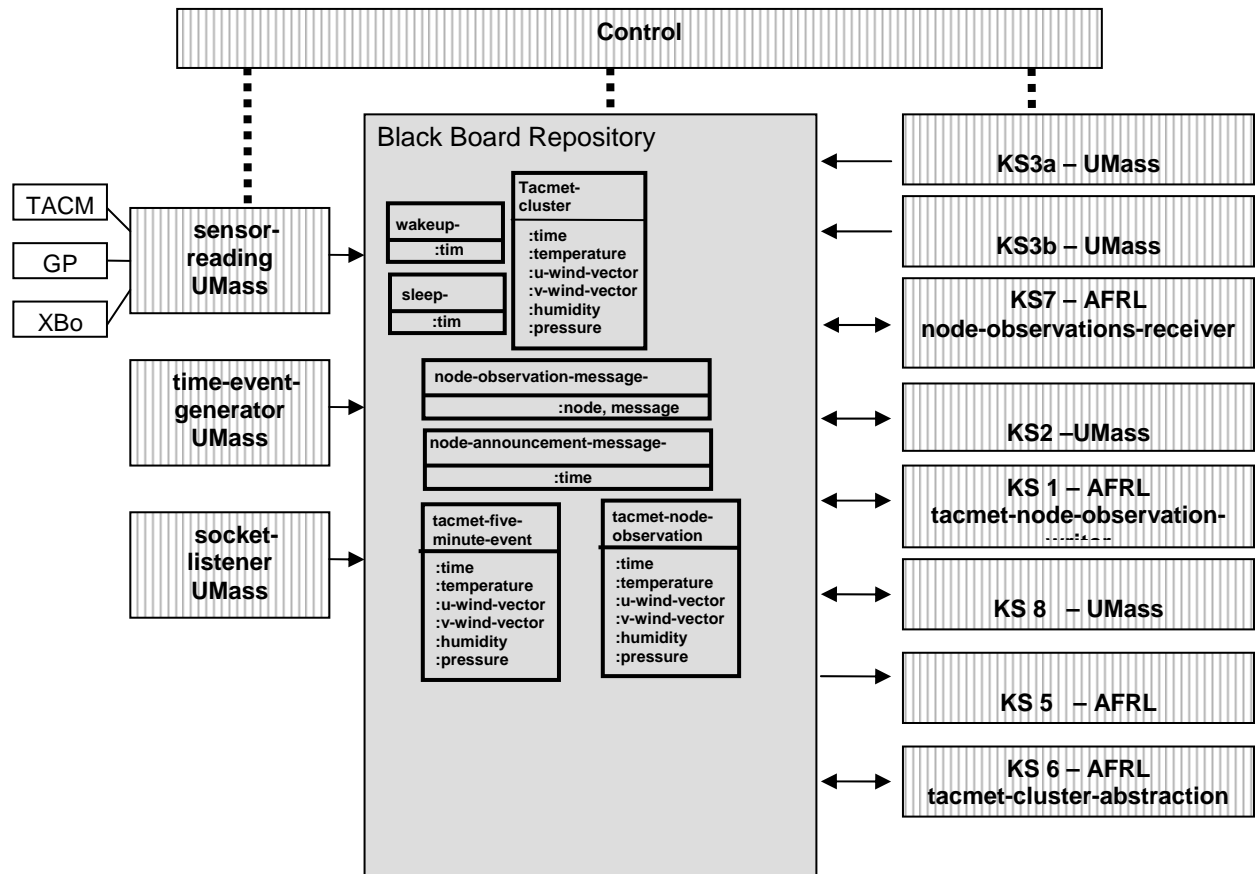 Control
Black Board Repository
TACM
GP
XBo
sensor-
reading
UMass
time-event-
generator
UMass
socket-
listener
UMass
wakeup-
:tim
sleep-
:tim
Tacmet-
cluster
:time
:temperature
:u-wind-vector
:v-wind-vector
:humidity
:pressure
node-observation-message-
:node, message
node-announcement-message-
:time
tacmet-five-
minute-event
:time
:temperature
:u-wind-vector
:v-wind-vector
:humidity
:pressure
tacmet-node-
observation
:time
:temperature
:u-wind-vector
:v-wind-vector
:humidity
:pressure
KS3a – UMass
KS3b – UMass
KS7 – AFRL
node-observations-receiver
KS2 –UMass
KS 1 – AFRL
tacmet-node-observation-
KS 8 – UMass
KS 5 – AFRL
KS 6 – AFRL
tacmet-cluster-abstraction